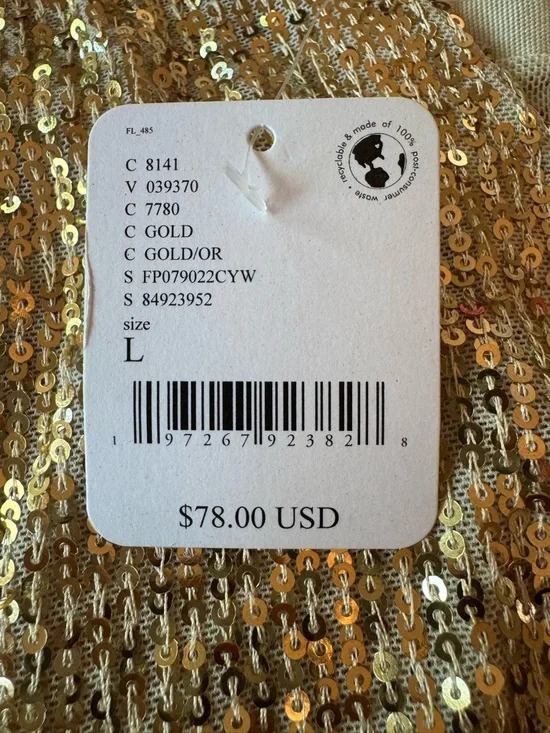 FL_485
recyclable & made of 100% post-consumer waste •
C 8141
V 039370
C 7780
C GOLD
C GOLD/OR
S FP079022CYW
S 84923952
size
L
1 97267 92382 8
$78.00 USD